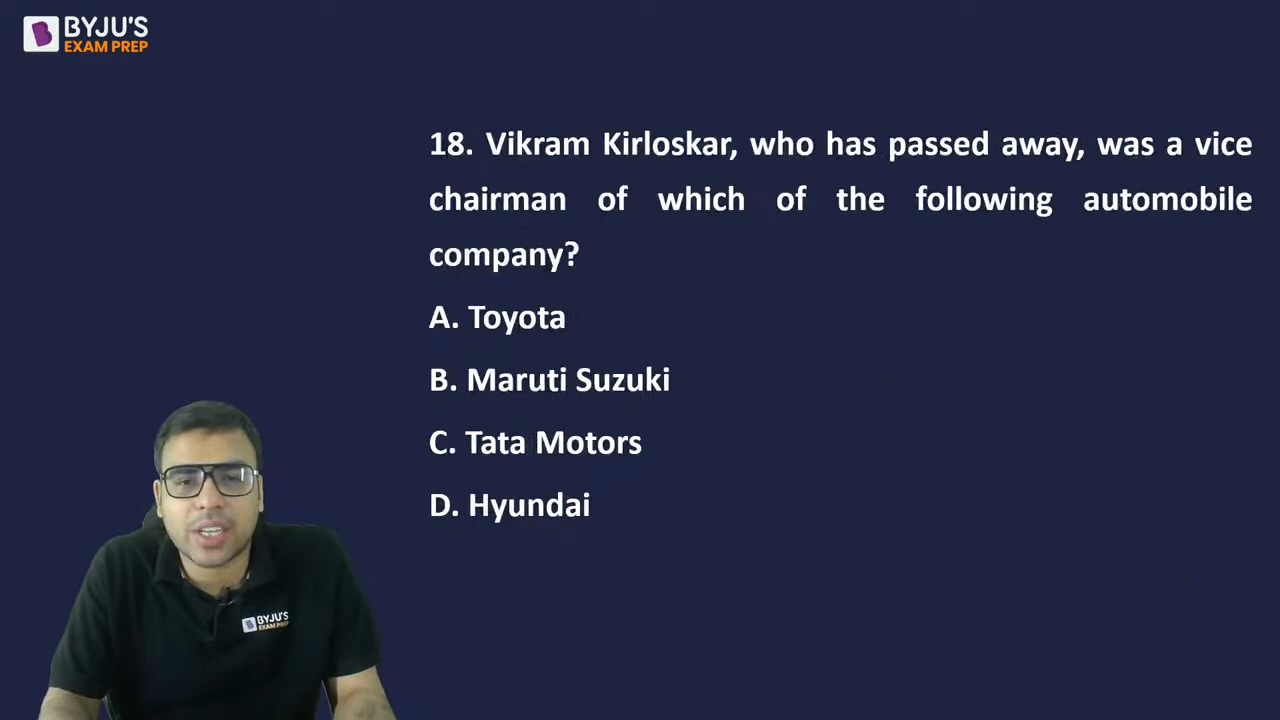 BYJU'S
EXAM PREP
18. Vikram Kirloskar, who has passed away, was a vice
chairman of which of the following automobile
company?
A. Toyota
B. Maruti Suzuki
C. Tata Motors
D. Hyundai
BYJU'S
EXAM PREP